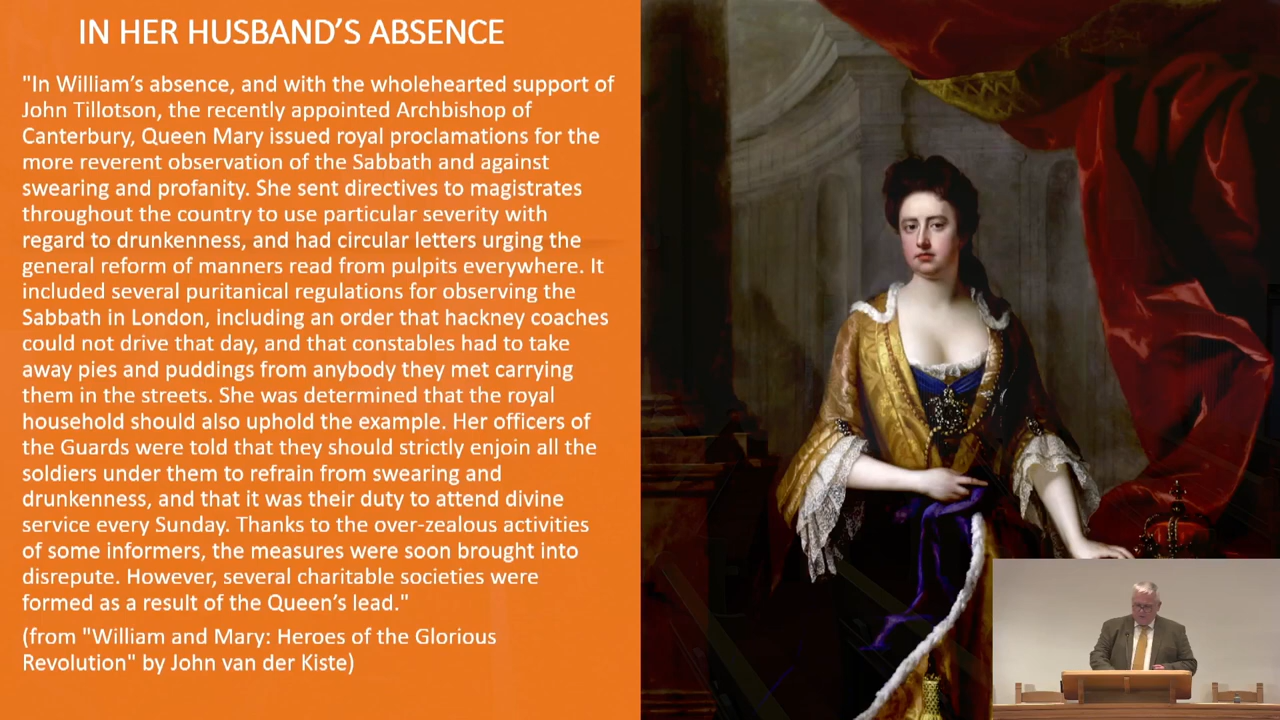 IN HER HUSBAND'S ABSENCE
"In William's absence, and with the wholehearted support of
John Tillotson, the recently appointed Archbishop of
Canterbury, Queen Mary issued royal proclamations for the
more reverent observation of the Sabbath and against
swearing and profanity. She sent directives to magistrates
throughout the country to use particular severity with
regard to drunkenness, and had circular letters urging the
general reform of manners read from pulpits everywhere. It
included several puritanical regulations for observing the
Sabbath in London, including an order that hackney coaches
could not drive that day, and that constables had to take
away pies and puddings from anybody they met carrying
them in the streets. She was determined that the royal
household should also uphold the example. Her officers of
the Guards were told that they should strictly enjoin all the
soldiers under them to refrain from swearing and
drunkenness, and that it was their duty to attend divine
service every Sunday. Thanks to the over-zealous activities
of some informers, the measures were soon brought into
disrepute. However, several charitable societies were
formed as a result of the Queen's lead."
(from "William and Mary: Heroes of the Glorious
Revolution" by John van der Kiste)